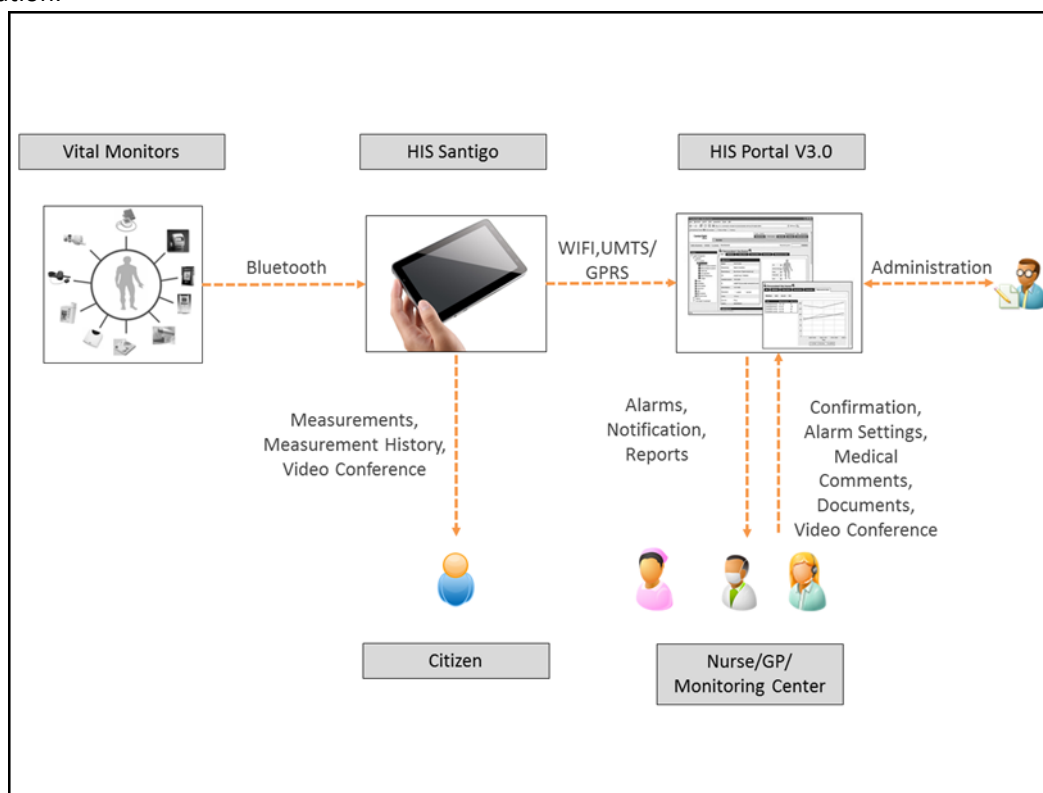 Vital Monitors
HIS Santigo
HIS Portal V3.0
Bluetooth
WIFI,UMTS/
GPRS
Administration
Measurements,
Measurement History,
Video Conference
Alarms,
Notification,
Reports
Confirmation,
Alarm Settings,
Medical
Comments,
Documents,
Video Conference
Citizen
Nurse/GP/
Monitoring Center